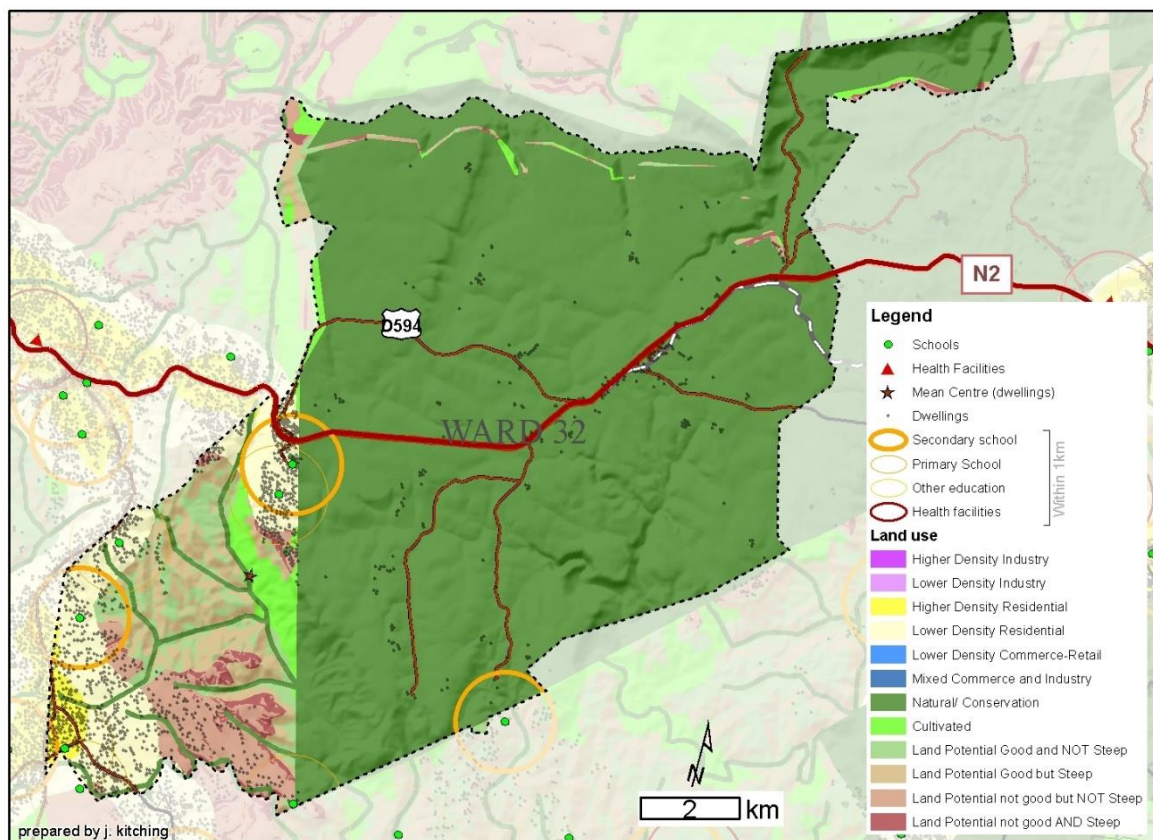 N2
D594
WARD 32
Legend
Schools
Health Facilities
Mean Centre (dwellings)
Dwellings
Secondary school
Primary School
Other education
Health facilities
Within 1km
Land use
Higher Density Industry
Lower Density Industry
Higher Density Residential
Lower Density Residential
Lower Density Commerce-Retail
Mixed Commerce and Industry
Natural/ Conservation
Cultivated
Land Potential Good and NOT Steep
Land Potential Good but Steep
Land Potential not good but NOT Steep
Land Potential not good AND Steep
N
2 km
prepared by j. kitching